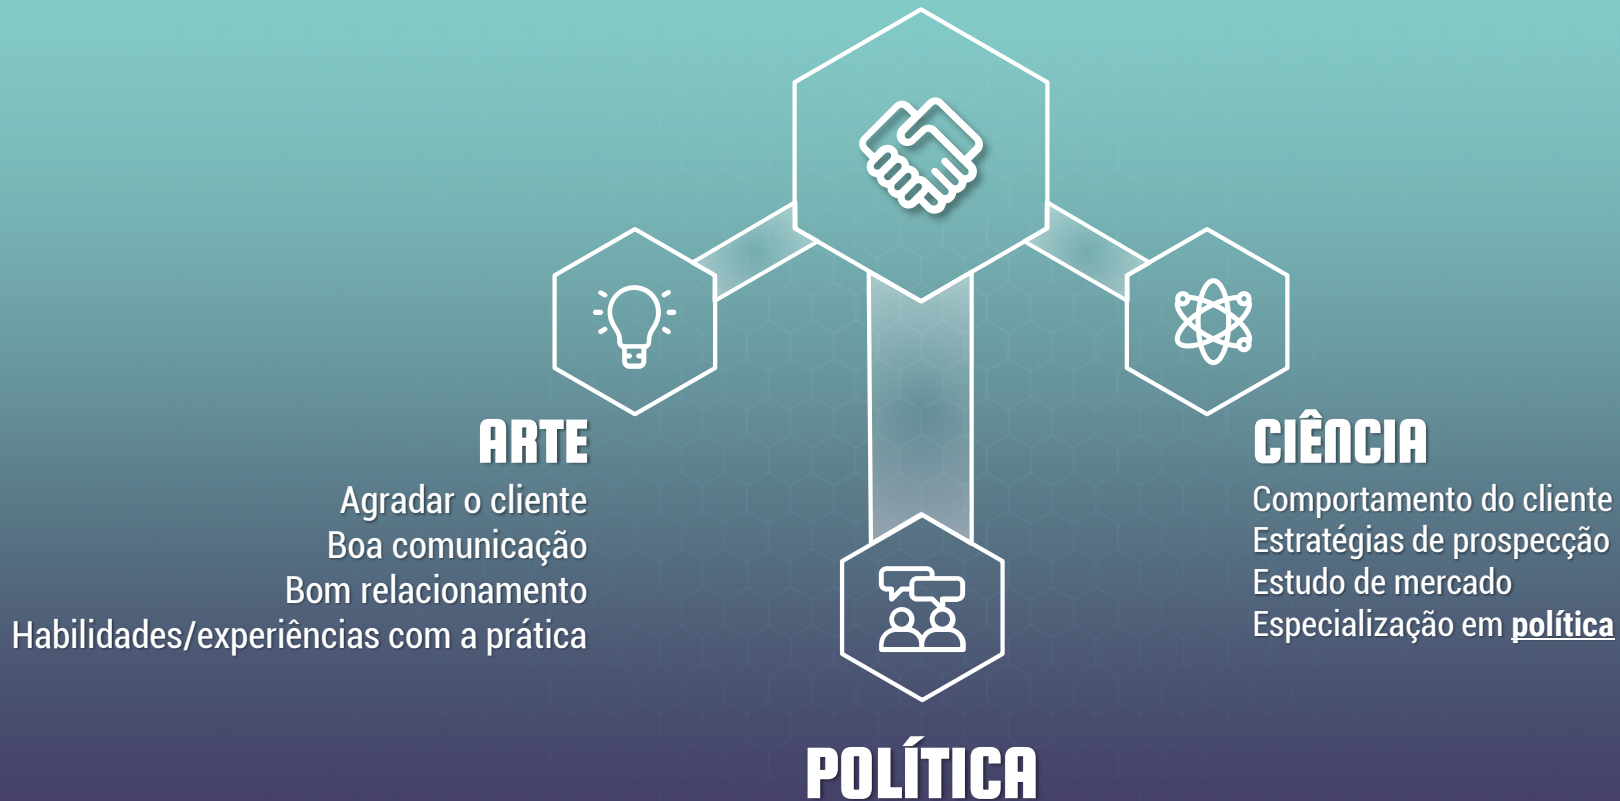 ARTE
Agradar o cliente
Boa comunicação
Bom relacionamento
Habilidades/experiências com a prática
CIÊNCIA
Comportamento do cliente
Estratégias de prospecção
Estudo de mercado
Especialização em política
POLÍTICA